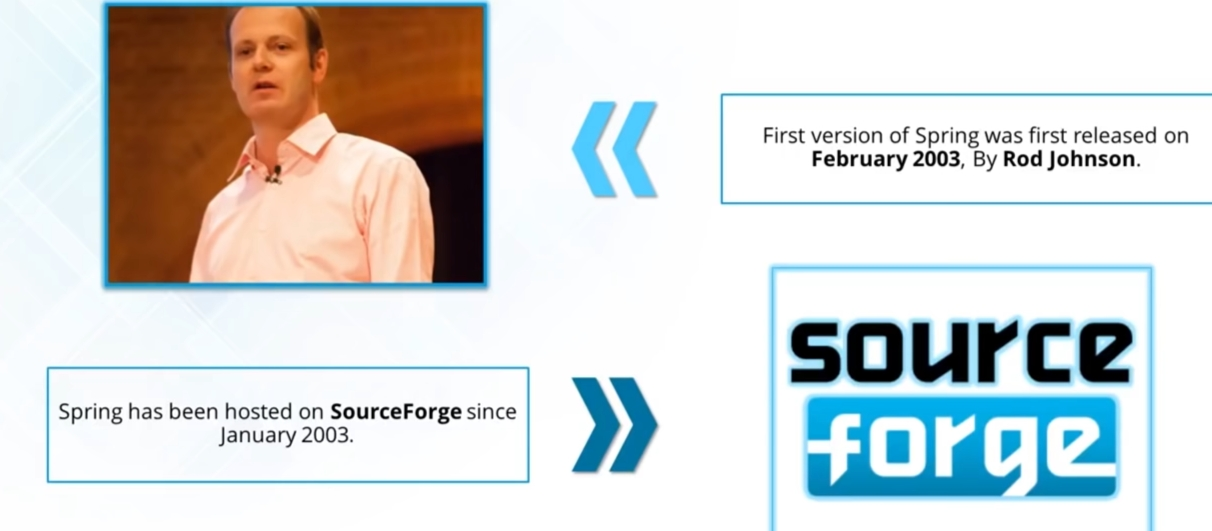 First version of Spring was first released on
February 2003, By Rod Johnson.
Spring has been hosted on SourceForge since
January 2003.
source
forge